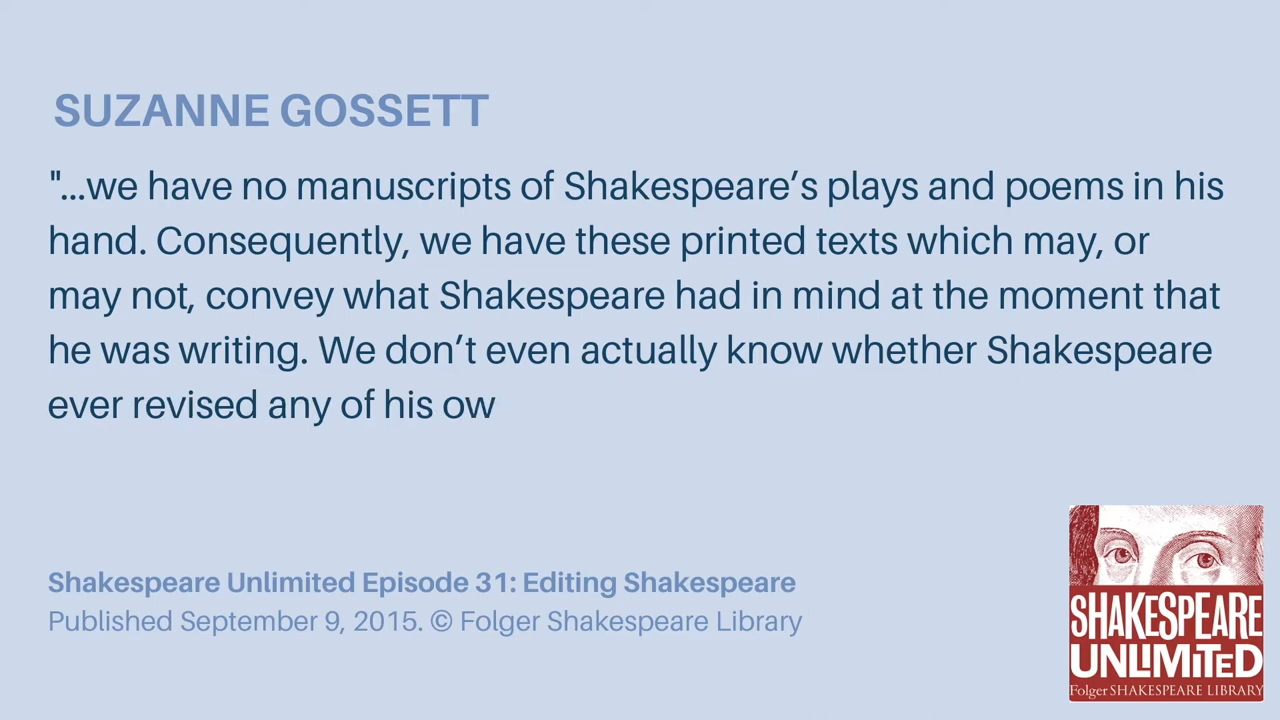 SUZANNE GOSSETT
"...we have no manuscripts of Shakespeare’s plays and poems in his
hand. Consequently, we have these printed texts which may, or
may not, convey what Shakespeare had in mind at the moment that
he was writing. We don’t even actually know whether Shakespeare
ever revised any of his ow
Shakespeare Unlimited Episode 31: Editing Shakespeare
Published September 9, 2015. © Folger Shakespeare Library
SHAKESPEARE
UNLIMITED
Folger SHAKESPEARE LIBRARY